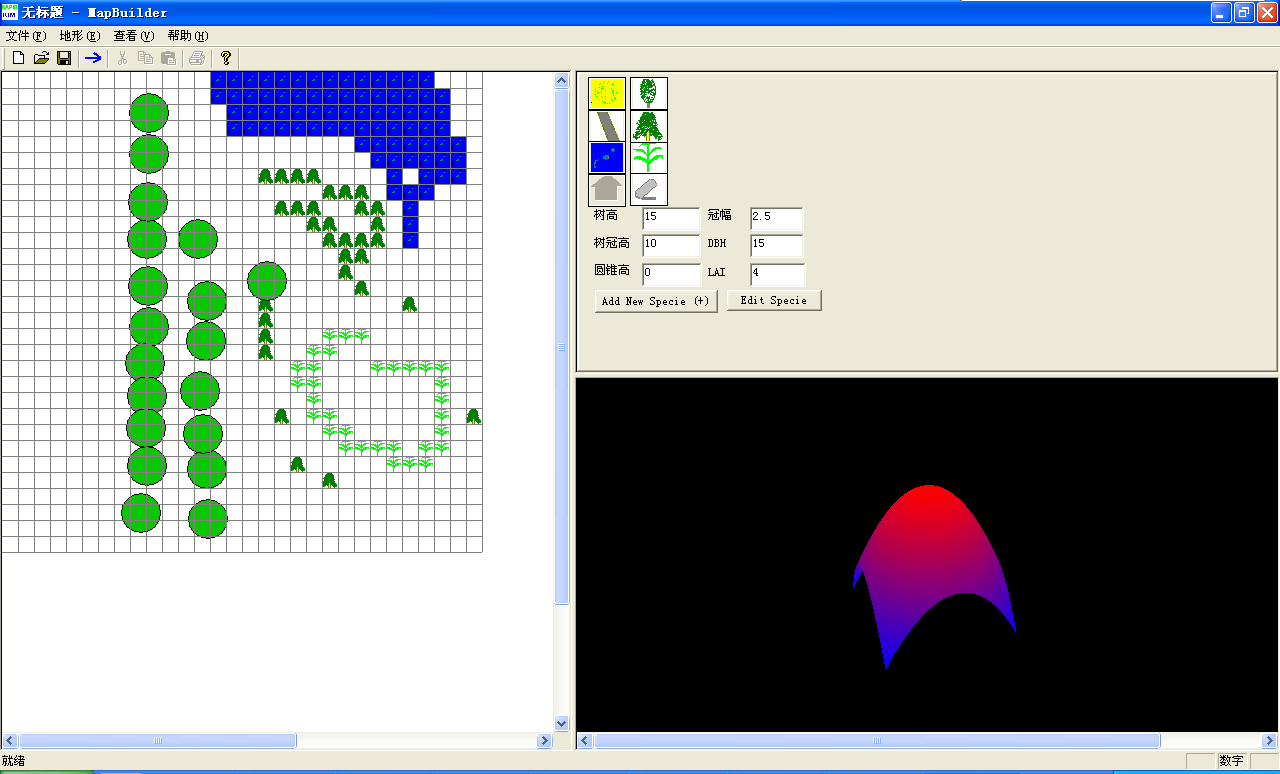 无标题 - MapBuilder
文件(F) 地形(E) 查看(V) 帮助(H)
树高 15 冠幅 2.5
树冠高 10 DBH 15
圆锥高 0 LAI 4
Add New Specie (+) Edit Specie
就绪 数字